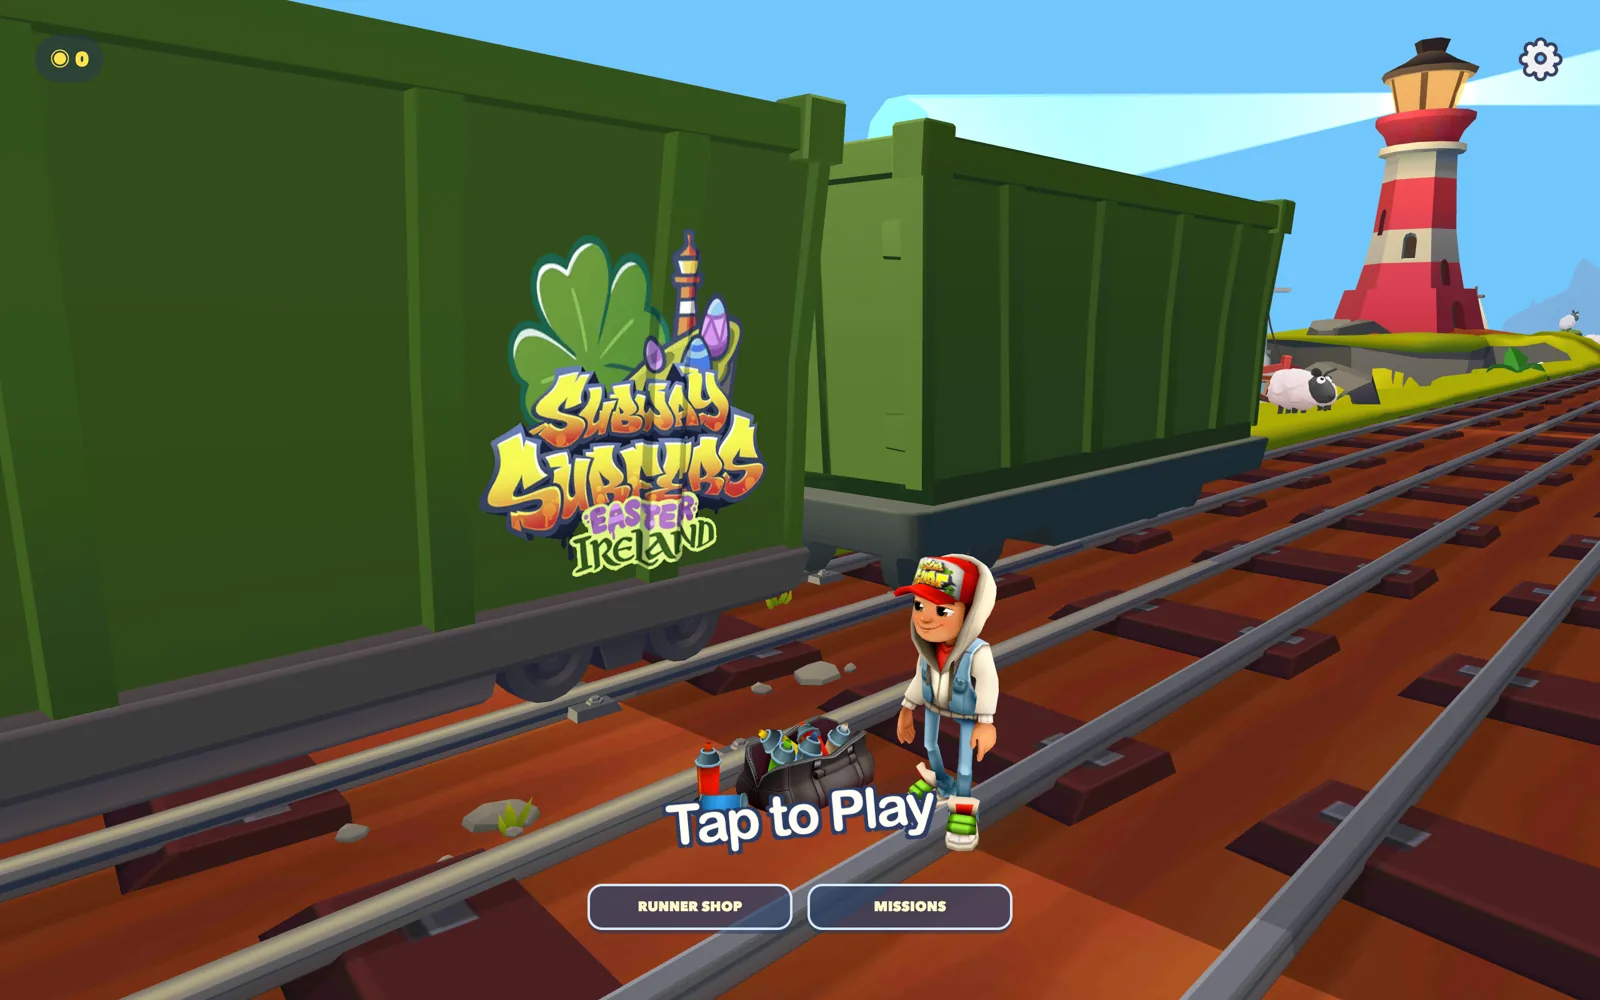 0
SUBWAY
SURFERS
EASTER
IRELAND
Tap to Play
RUNNER SHOP
MISSIONS